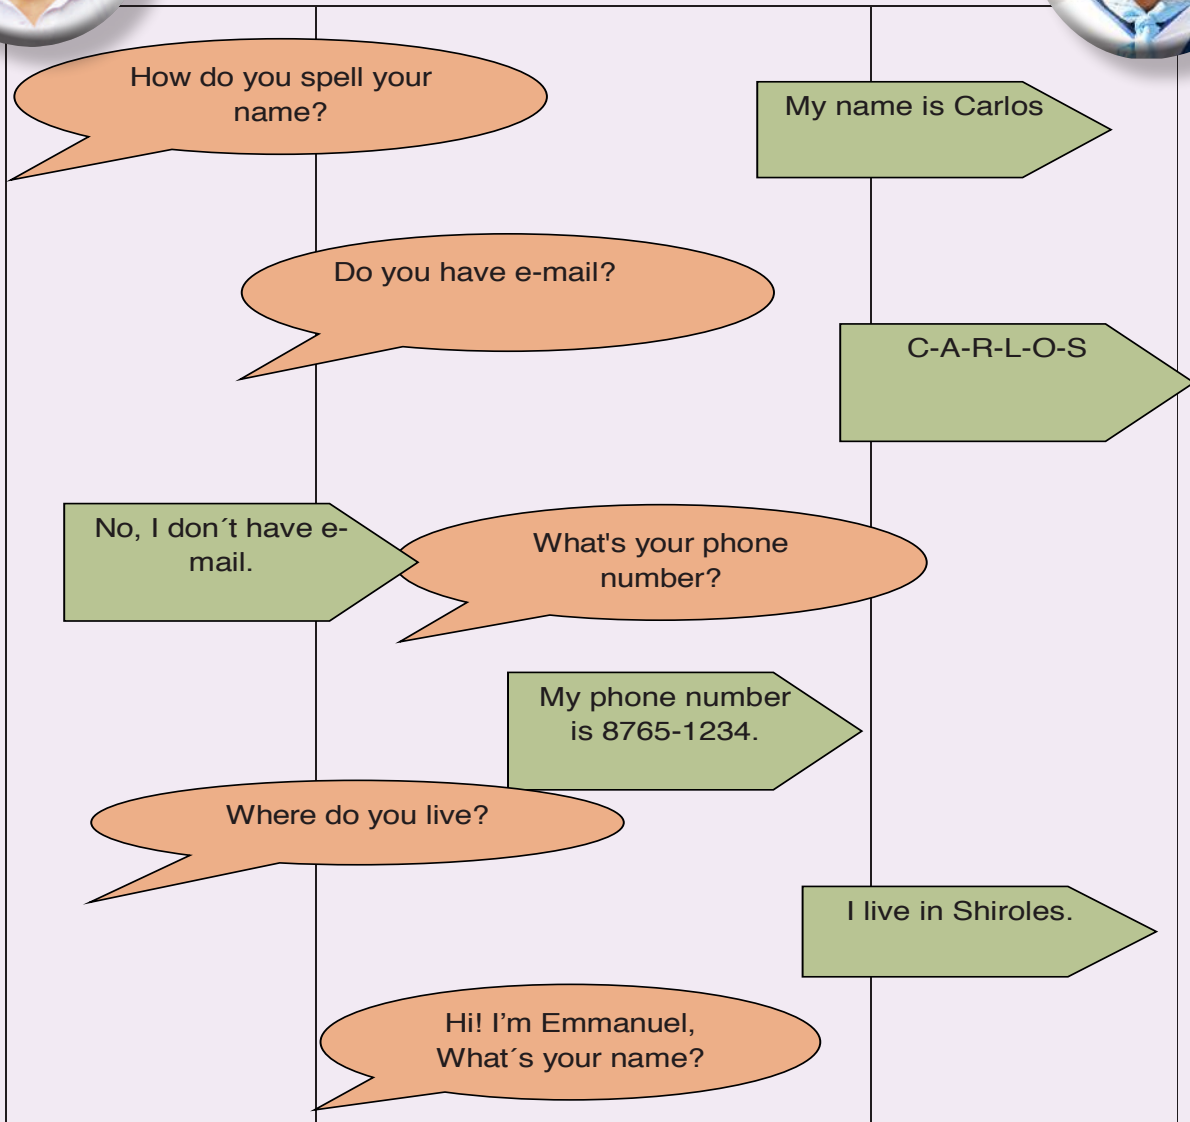 How do you spell your
name?
My name is Carlos
Do you have e-mail?
C-A-R-L-O-S
No, I don´t have e-
mail.
What's your phone
number?
My phone number
is 8765-1234.
Where do you live?
I live in Shiroles.
Hi! I’m Emmanuel,
What´s your name?